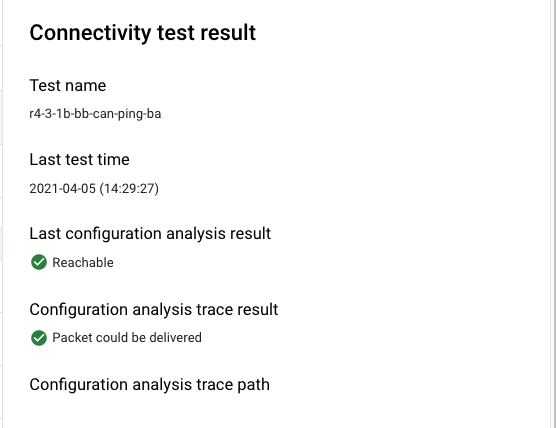 Connectivity test result
Test name
r4-3-1b-bb-can-ping-ba
Last test time
2021-04-05 (14:29:27)
Last configuration analysis result
Reachable
Configuration analysis trace result
Packet could be delivered
Configuration analysis trace path